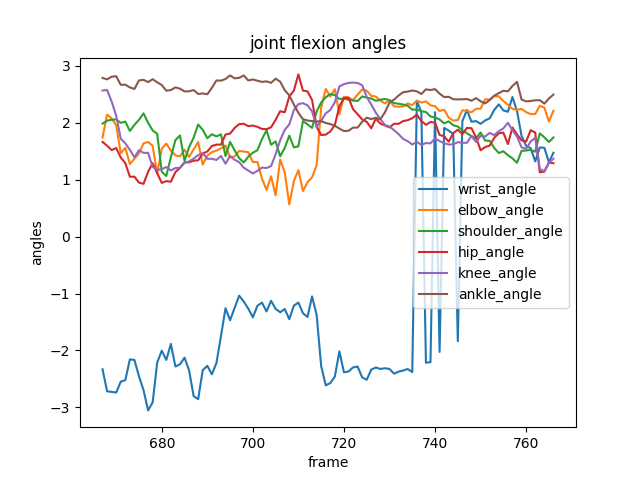 joint flexion angles
3
2
1
0
−1
−2
−3
angles
wrist_angle
elbow_angle
shoulder_angle
hip_angle
knee_angle
ankle_angle
680
700
720
740
760
frame